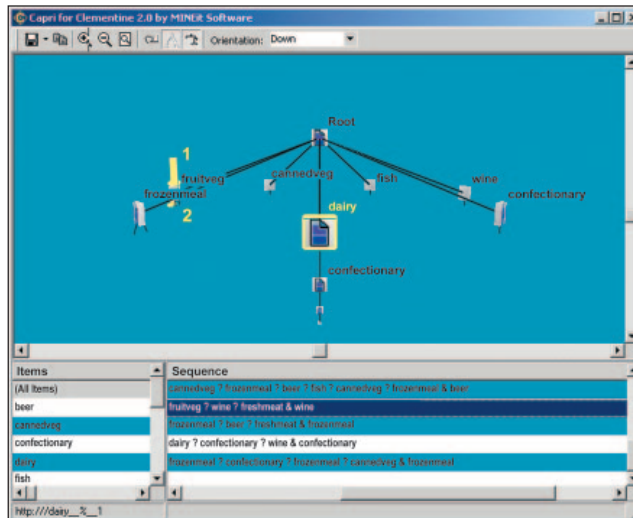 Capri for Clementine 2.0 by MINEit Software
Orientation: Down
Root
1
fruitveg
cannedveg
fish
wine
frozenmeal
confectionary
2
dairy
confectionary
Items
(All Items)
beer
cannedveg
confectionary
dairy
fish
Sequence
cannedveg ? frozenmeal ? beer ? fish ? cannedveg ? frozenmeal & beer
fruitveg ? wine ? freshmeat & wine
frozenmeal ? beer ? freshmeat & frozenmeal
dairy ? confectionary ? wine & confectionary
frozenmeal ? confectionary ? frozenmeal ? cannedveg & frozenmeal
http:///dairy__%__1